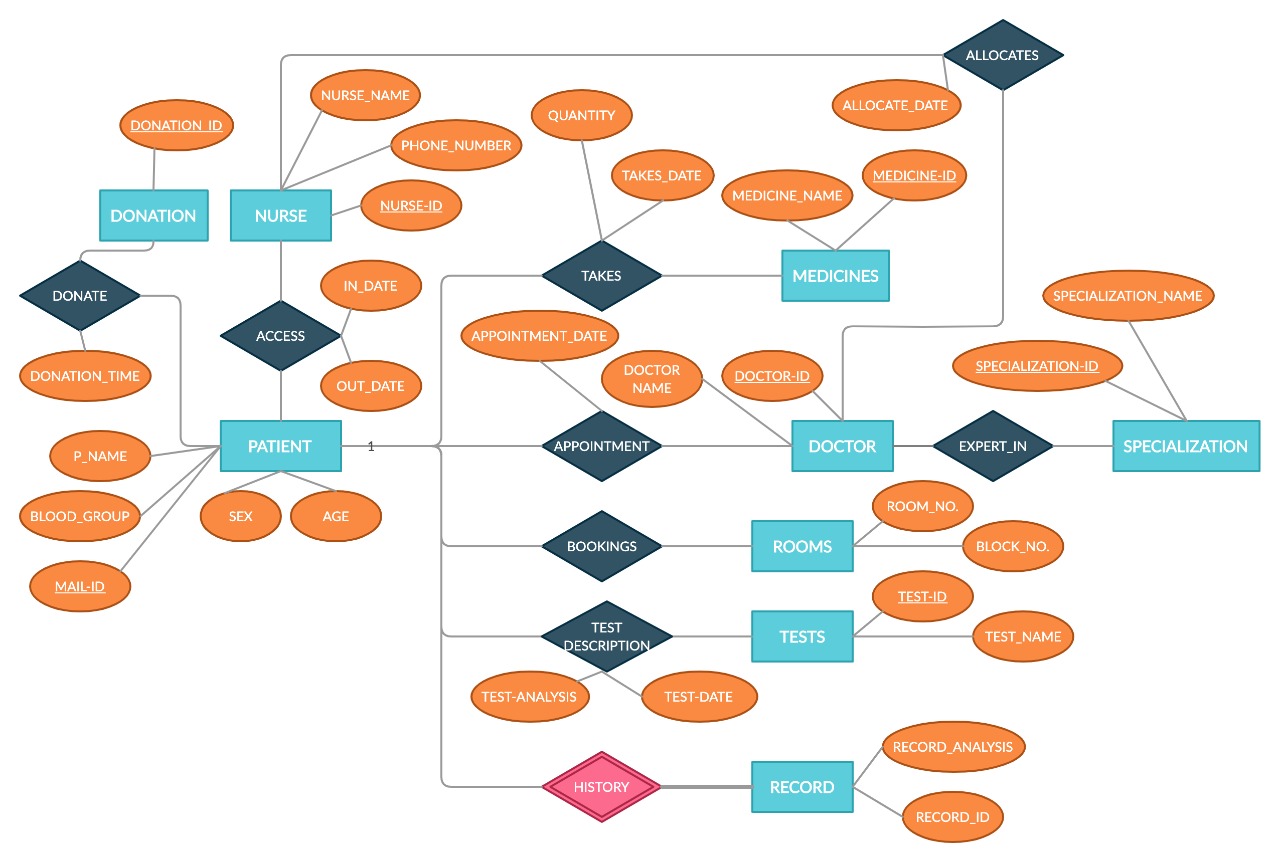 ALLOCATES
NURSE_NAME
ALLOCATE_DATE
QUANTITY
DONATION_ID
PHONE_NUMBER
TAKES_DATE
MEDICINE_NAME
MEDICINE-ID
NURSE-ID
DONATION
NURSE
TAKES
MEDICINES
IN_DATE
DONATE
SPECIALIZATION_NAME
ACCESS
APPOINTMENT_DATE
SPECIALIZATION-ID
DONATION_TIME
OUT_DATE
DOCTOR
NAME
DOCTOR-ID
PATIENT
1
APPOINTMENT
DOCTOR
EXPERT_IN
SPECIALIZATION
P_NAME
ROOM_NO.
BLOOD_GROUP
SEX
AGE
BOOKINGS
ROOMS
BLOCK_NO.
MAIL-ID
TEST-ID
TEST
DESCRIPTION
TESTS
TEST_NAME
TEST-ANALYSIS
TEST-DATE
RECORD_ANALYSIS
HISTORY
RECORD
RECORD_ID